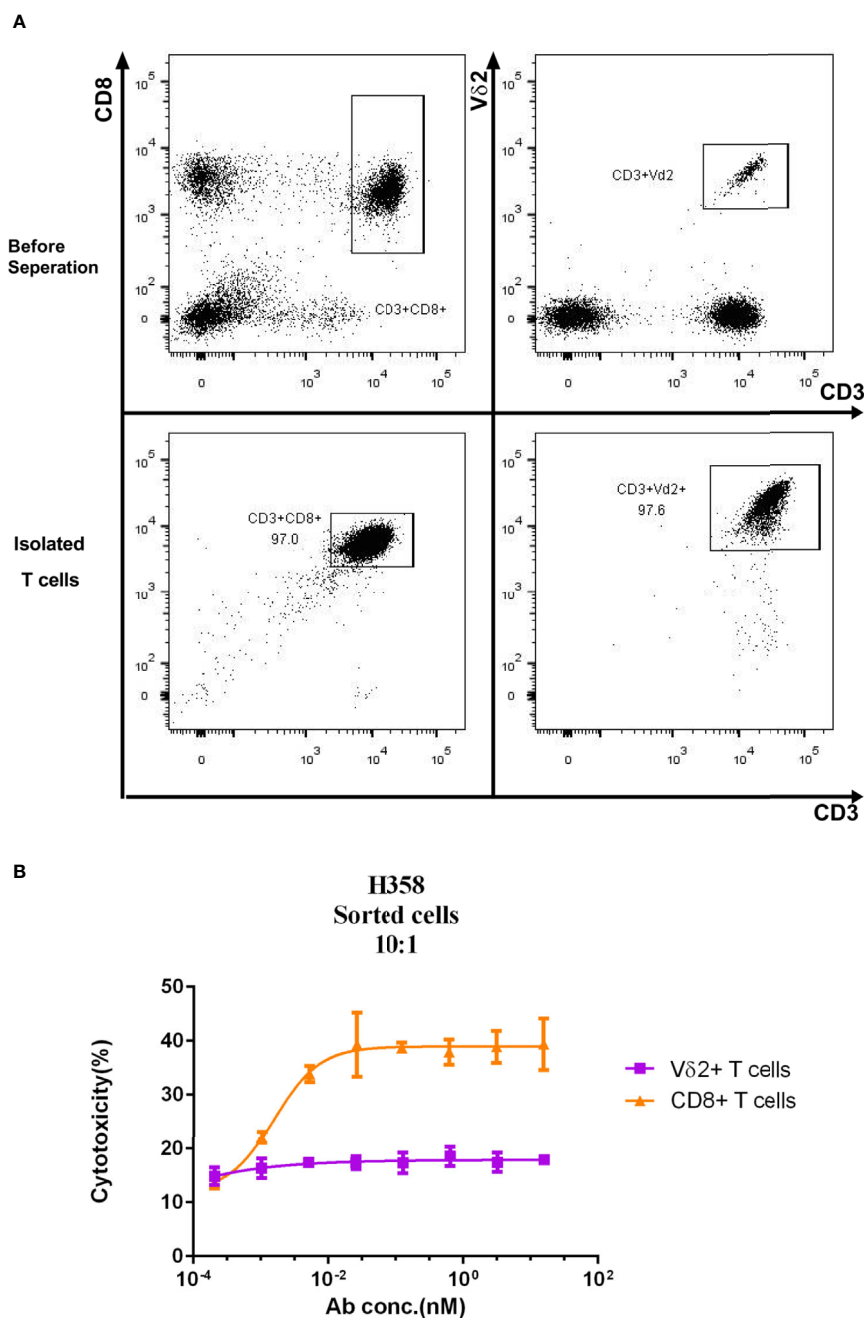 A
CD8
Vδ2
Before
Seperation
10^5
10^4
10^3
10^2
0
CD3+CD8+
0
10^3
10^4
10^5
10^5
10^4
10^3
10^2
0
CD3+Vd2
0
10^3
10^4
10^5
CD3
Isolated
T cells
10^5
10^4
10^3
10^2
0
CD3+CD8+
97.0
0
10^3
10^4
10^5
10^5
10^4
10^3
10^2
0
CD3+Vd2+
97.6
0
10^3
10^4
10^5
CD3
B
H358
Sorted cells
10:1
Cytotoxicity(%)
50
40
30
20
10
0
10^-4
10^-2
10^0
10^2
Ab conc.(nM)
Vδ2+ T cells
CD8+ T cells